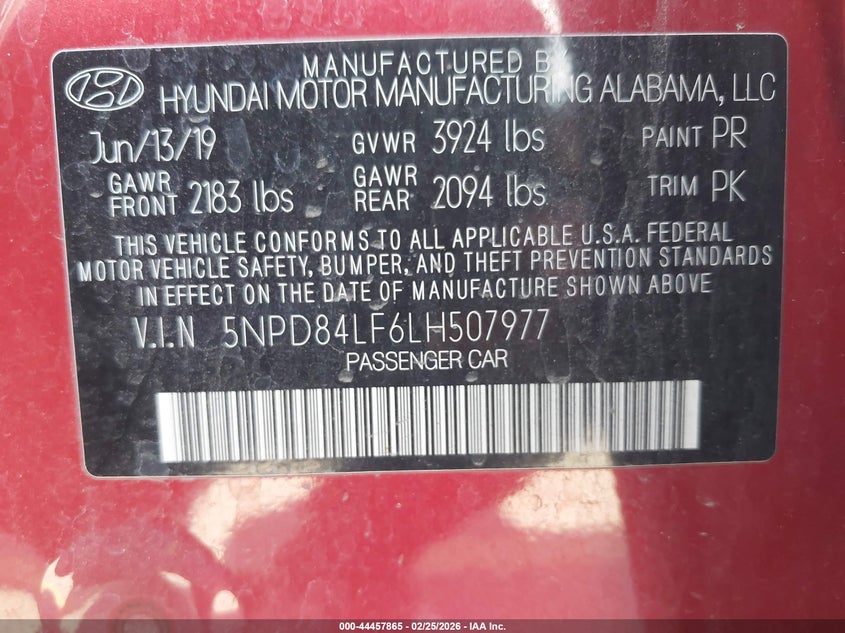 MANUFACTURED BY
HYUNDAI MOTOR MANUFACTURING ALABAMA, LLC
Jun/13/19 GVWR 3924 lbs PAINT PR
GAWR FRONT 2183 lbs GAWR REAR 2094 lbs TRIM PK
THIS VEHICLE CONFORMS TO ALL APPLICABLE U.S.A. FEDERAL
MOTOR VEHICLE SAFETY, BUMPER, AND THEFT PREVENTION STANDARDS
IN EFFECT ON THE DATE OF MANUFACTURE SHOWN ABOVE
V.I.N 5NPD84LF6LH507977
PASSENGER CAR
000-44457865 | 02/25/2026 - IAA Inc.